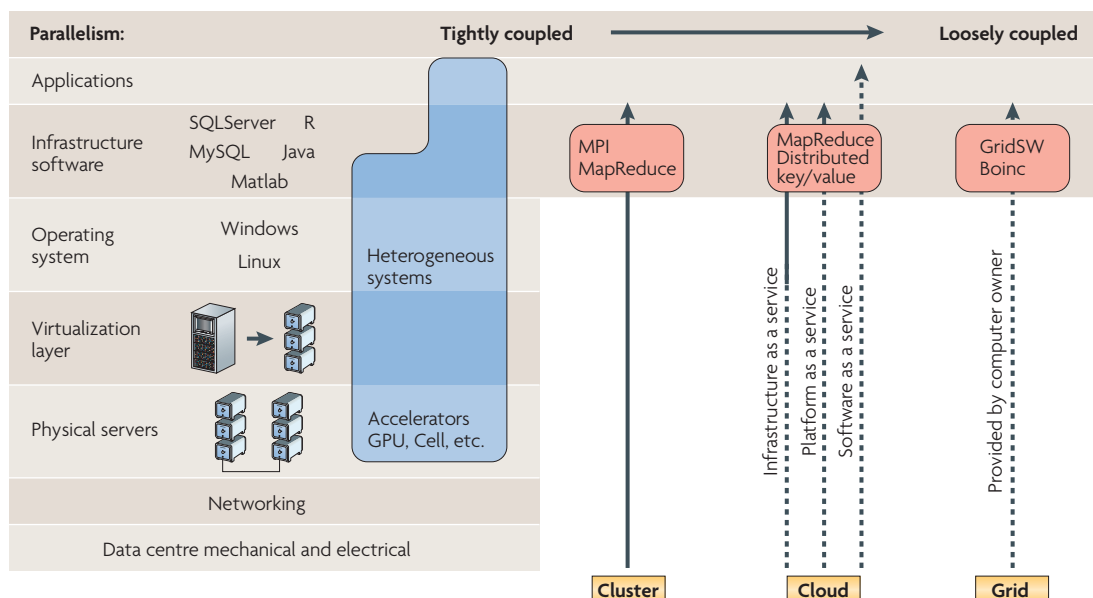 Parallelism: Tightly coupled Loosely coupled
Applications
Infrastructure
software
SQLServer R
MySQL Java
Matlab
MPI
MapReduce
MapReduce
Distributed
key/value
GridSW
Boinc
Operating
system
Windows
Linux
Heterogeneous
systems
Virtualization
layer
Physical servers
Accelerators
GPU, Cell, etc.
Infrastructure as a service
Platform as a service
Software as a service
Provided by computer owner
Networking
Data centre mechanical and electrical
Cluster
Cloud
Grid